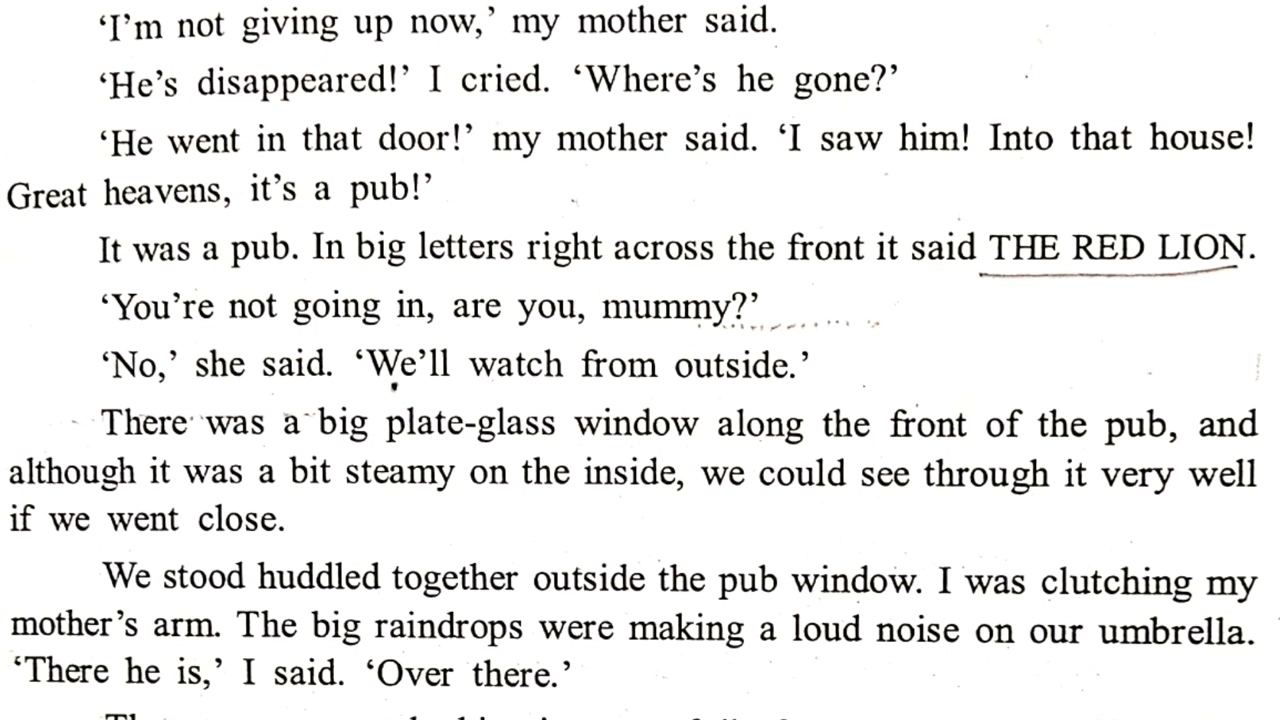 ‘I’m not giving up now,’ my mother said.
‘He’s disappeared!’ I cried. ‘Where’s he gone?’
‘He went in that door!’ my mother said. ‘I saw him! Into that house!
Great heavens, it’s a pub!’
It was a pub. In big letters right across the front it said THE RED LION.
‘You’re not going in, are you, mummy?’
‘No,’ she said. ‘We’ll watch from outside.’
There was a big plate-glass window along the front of the pub, and
although it was a bit steamy on the inside, we could see through it very well
if we went close.
We stood huddled together outside the pub window. I was clutching my
mother’s arm. The big raindrops were making a loud noise on our umbrella.
‘There he is,’ I said. ‘Over there.’